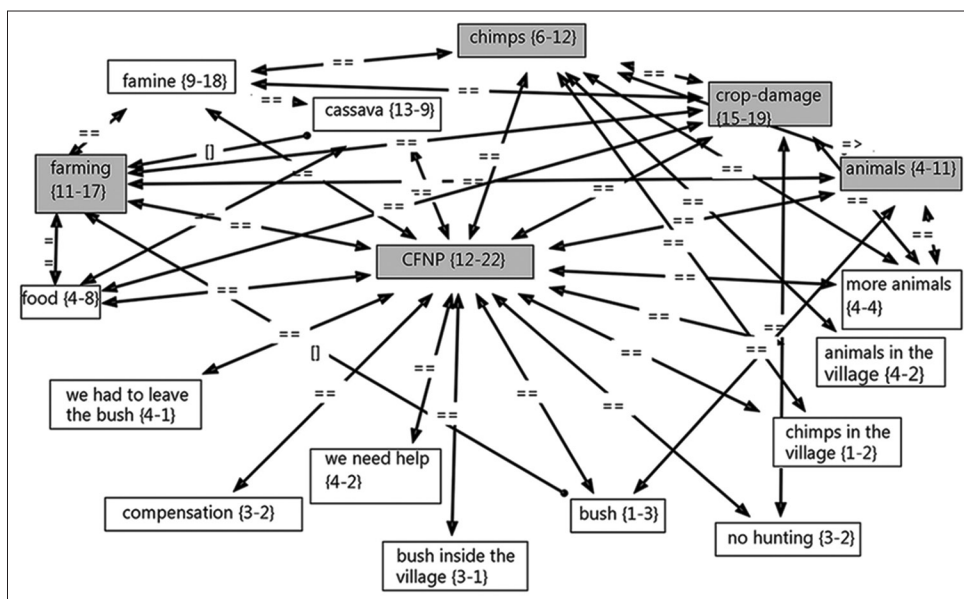 chimps {6-12}
famine {9-18}
==
==
==
crop-damage
{15-19}
==
cassava {13-9}
==
[]
==
==
=>
farming
{11-17}
==
==
==
animals {4-11}
==
==
==
==
==
==
==
==
==
CFNP {12-22}
==
=
=
food {4-8}
==
==
more animals
{4-4}
==
==
==
[]
==
==
animals in the
village {4-2}
we had to leave
the bush {4-1}
==
==
==
==
==
chimps in the
village {1-2}
we need help
{4-2}
compensation {3-2}
bush {1-3}
no hunting {3-2}
bush inside the
village {3-1}